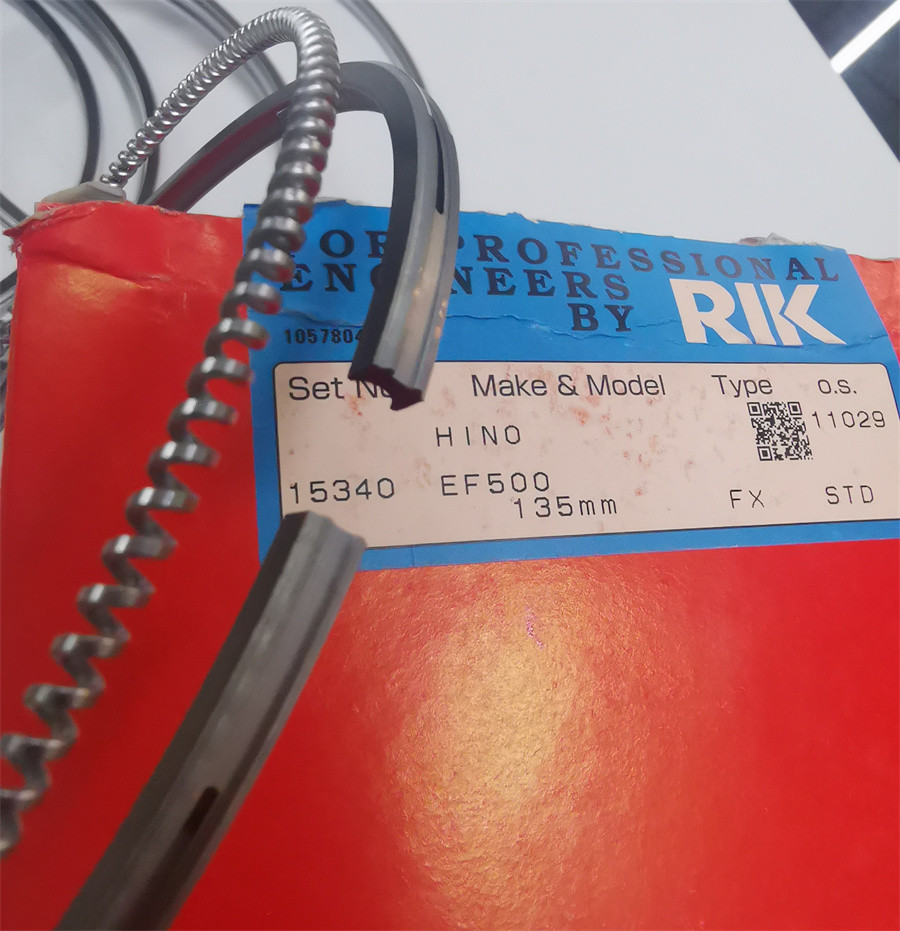 FOR PROFESSIONAL
ENGINEERS
BY RIK
105780
Set No Make & Model Type o.s.
HINO 11029
15340 EF500
135mm FX STD